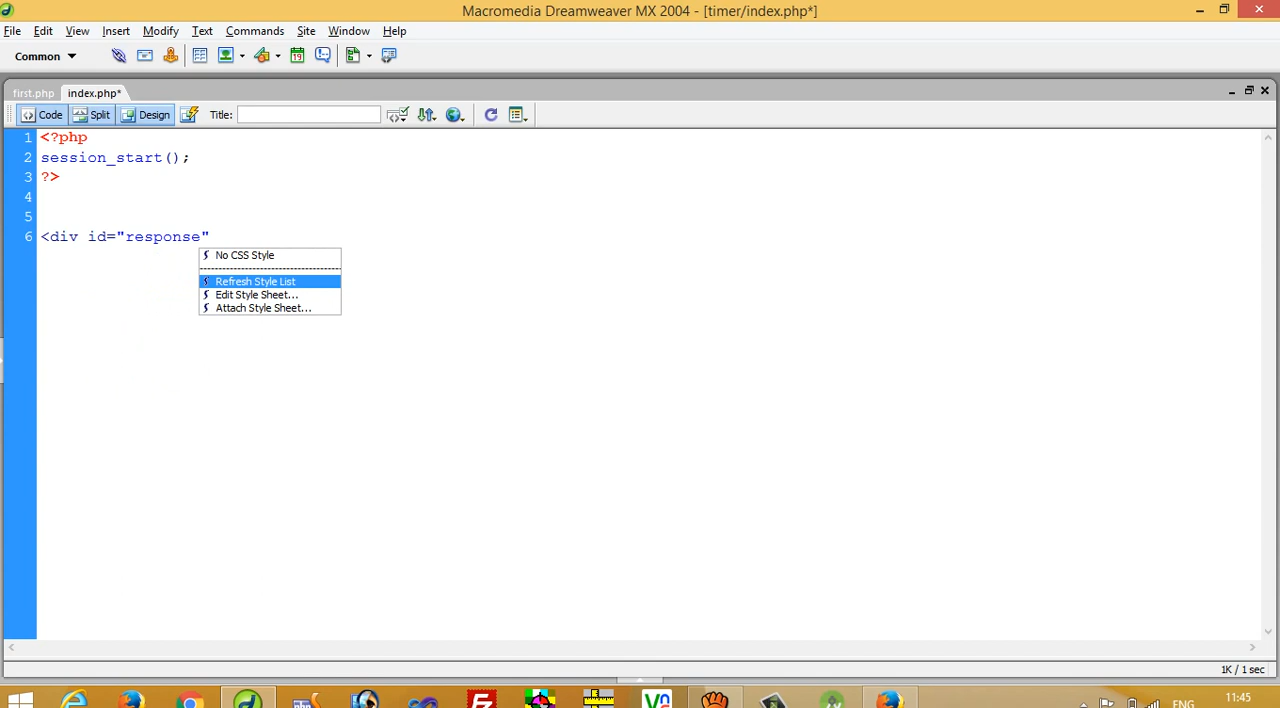 Macromedia Dreamweaver MX 2004 - [timer/index.php*]
File Edit View Insert Modify Text Commands Site Window Help
Common
first.php index.php*
Code Split Design Title:
1 <?php
2 session_start();
3 ?>
4
5
6 <div id="response"
No CSS Style
Refresh Style List
Edit Style Sheet...
Attach Style Sheet...
1K / 1 sec
11:45
ENG